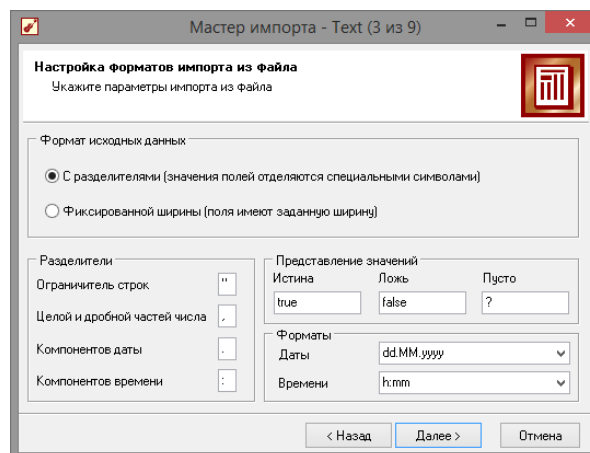 Мастер импорта - Text (3 из 9)
Настройка форматов импорта из файла
Укажите параметры импорта из файла
Формат исходных данных
С разделителями (значения полей отделяются специальными символами)
Фиксированной ширины (поля имеют заданную ширину)
Разделители
Ограничитель строк "
Целой и дробной частей числа ,
Компонентов даты .
Компонентов времени :
Представление значений
Истина Ложь Пусто
true false ?
Форматы
Даты dd.MM.yyyy
Времени h:mm
< Назад Далее > Отмена